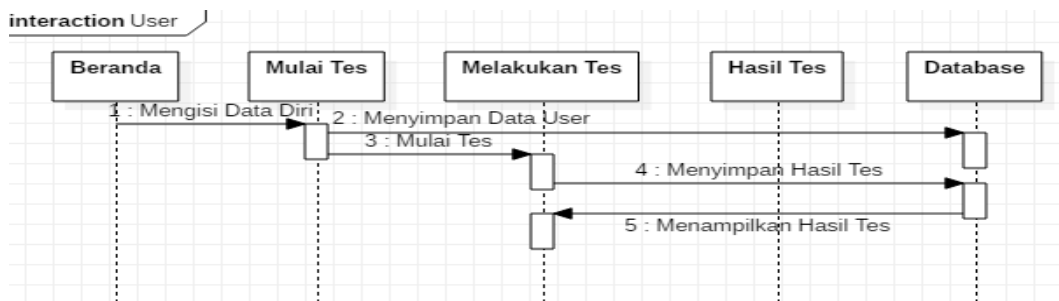 interaction User
Beranda
Mulai Tes
Melakukan Tes
Hasil Tes
Database
1 : Mengisi Data Diri
2 : Menyimpan Data User
3 : Mulai Tes
4 : Menyimpan Hasil Tes
5 : Menampilkan Hasil Tes